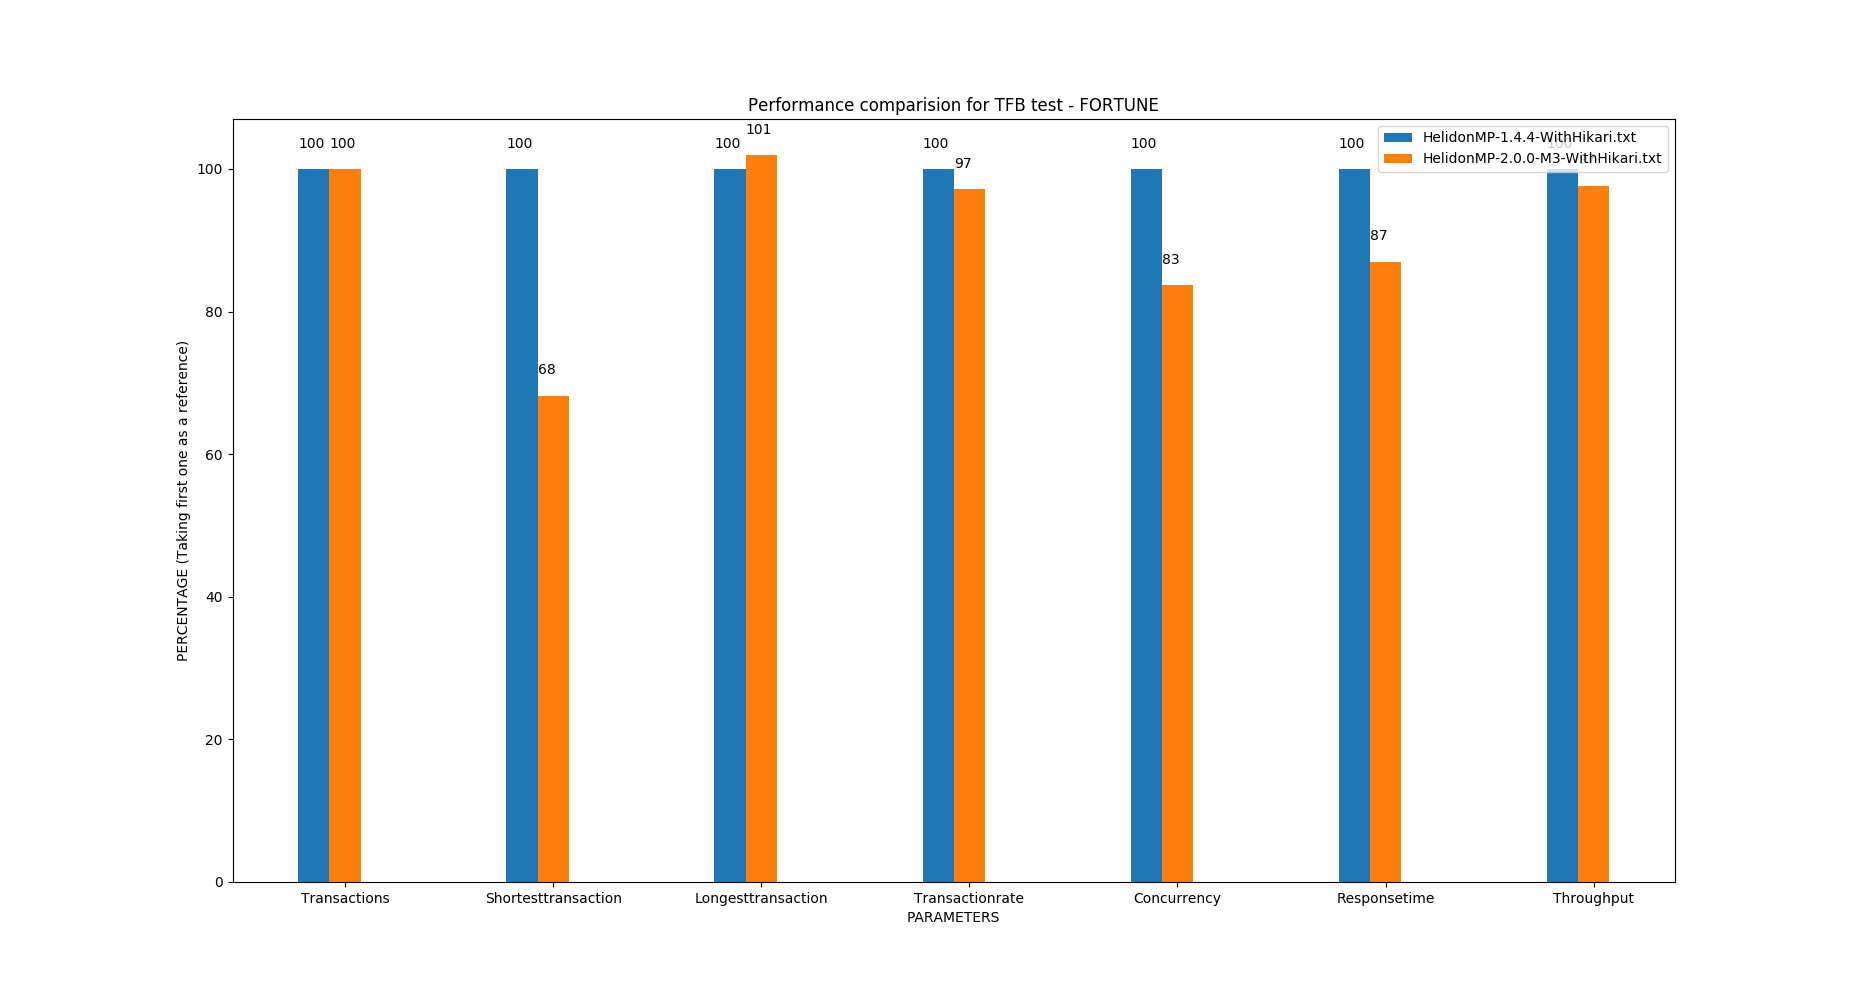 Performance comparision for TFB test - FORTUNE
HelidonMP-1.4.4-WithHikari.txt
HelidonMP-2.0.0-M3-WithHikari.txt
100 100 100 100 101 100 97 100 83 100 87 100
68
PERCENTAGE (Taking first one as a reference)
100
80
60
40
20
0
Transactions Shortesttransaction Longesttransaction Transactionrate Concurrency Responsetime Throughput
PARAMETERS